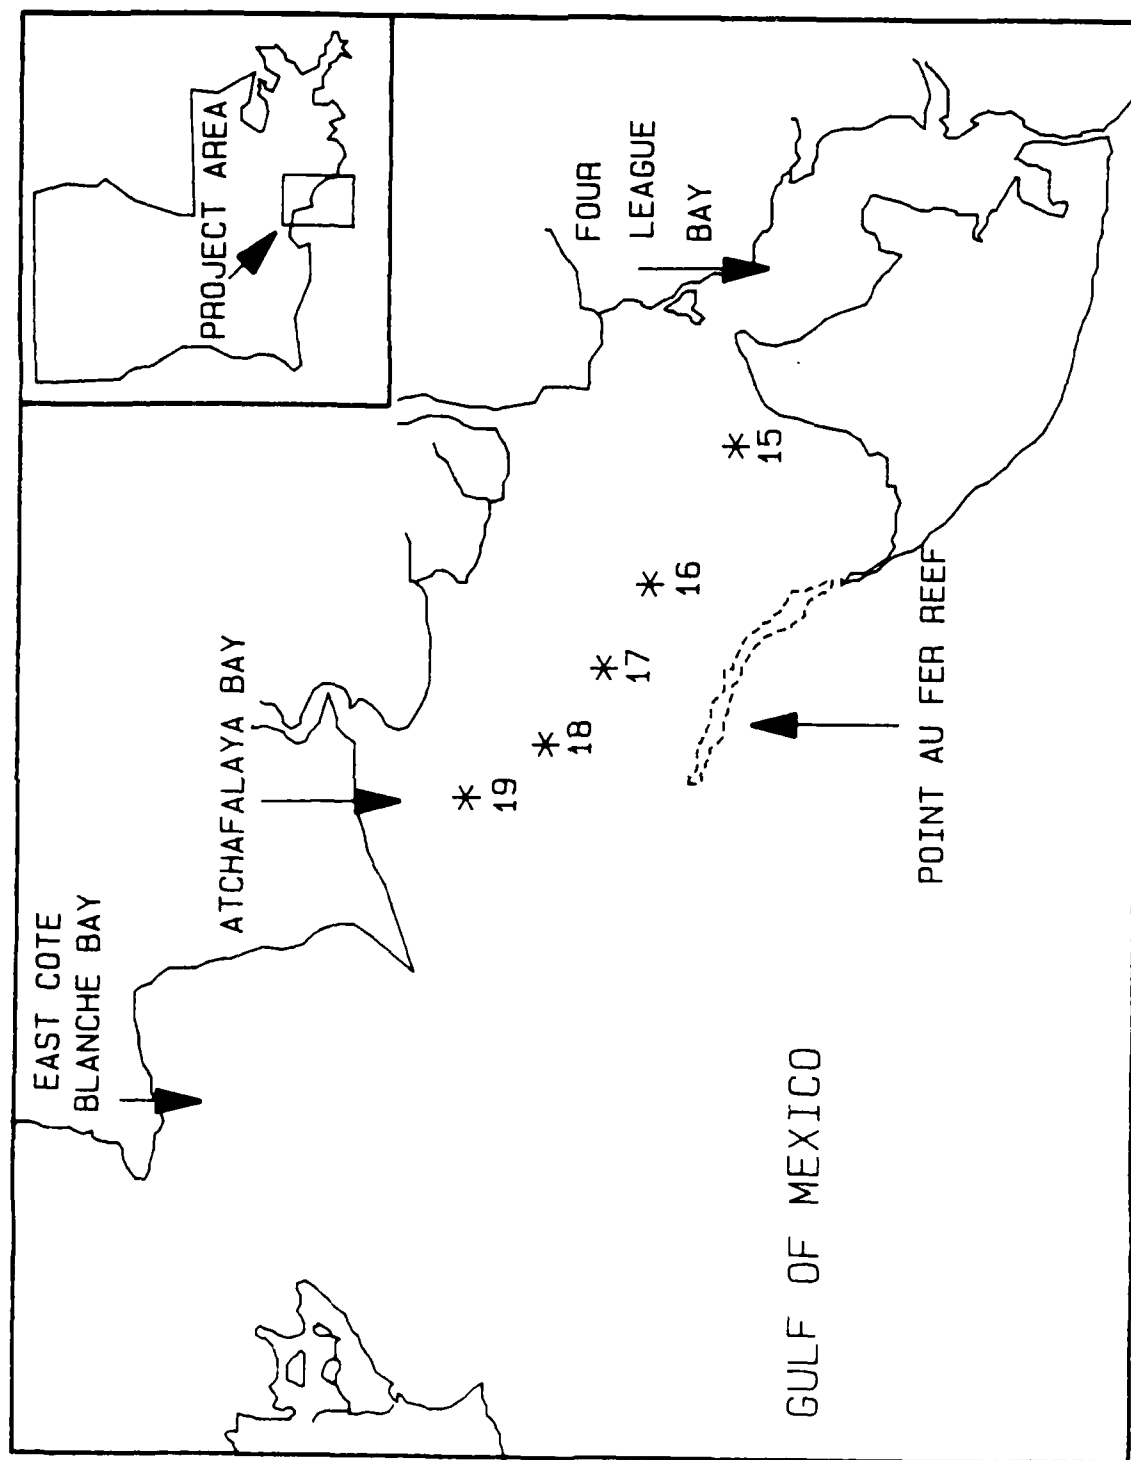 EAST COTE
BLANCHE BAY
ATCHAFALAYA BAY
PROJECT AREA
FOUR
LEAGUE
BAY
*
19
*
18
*
17
*
16
*
15
POINT AU FER REEF
GULF OF MEXICO